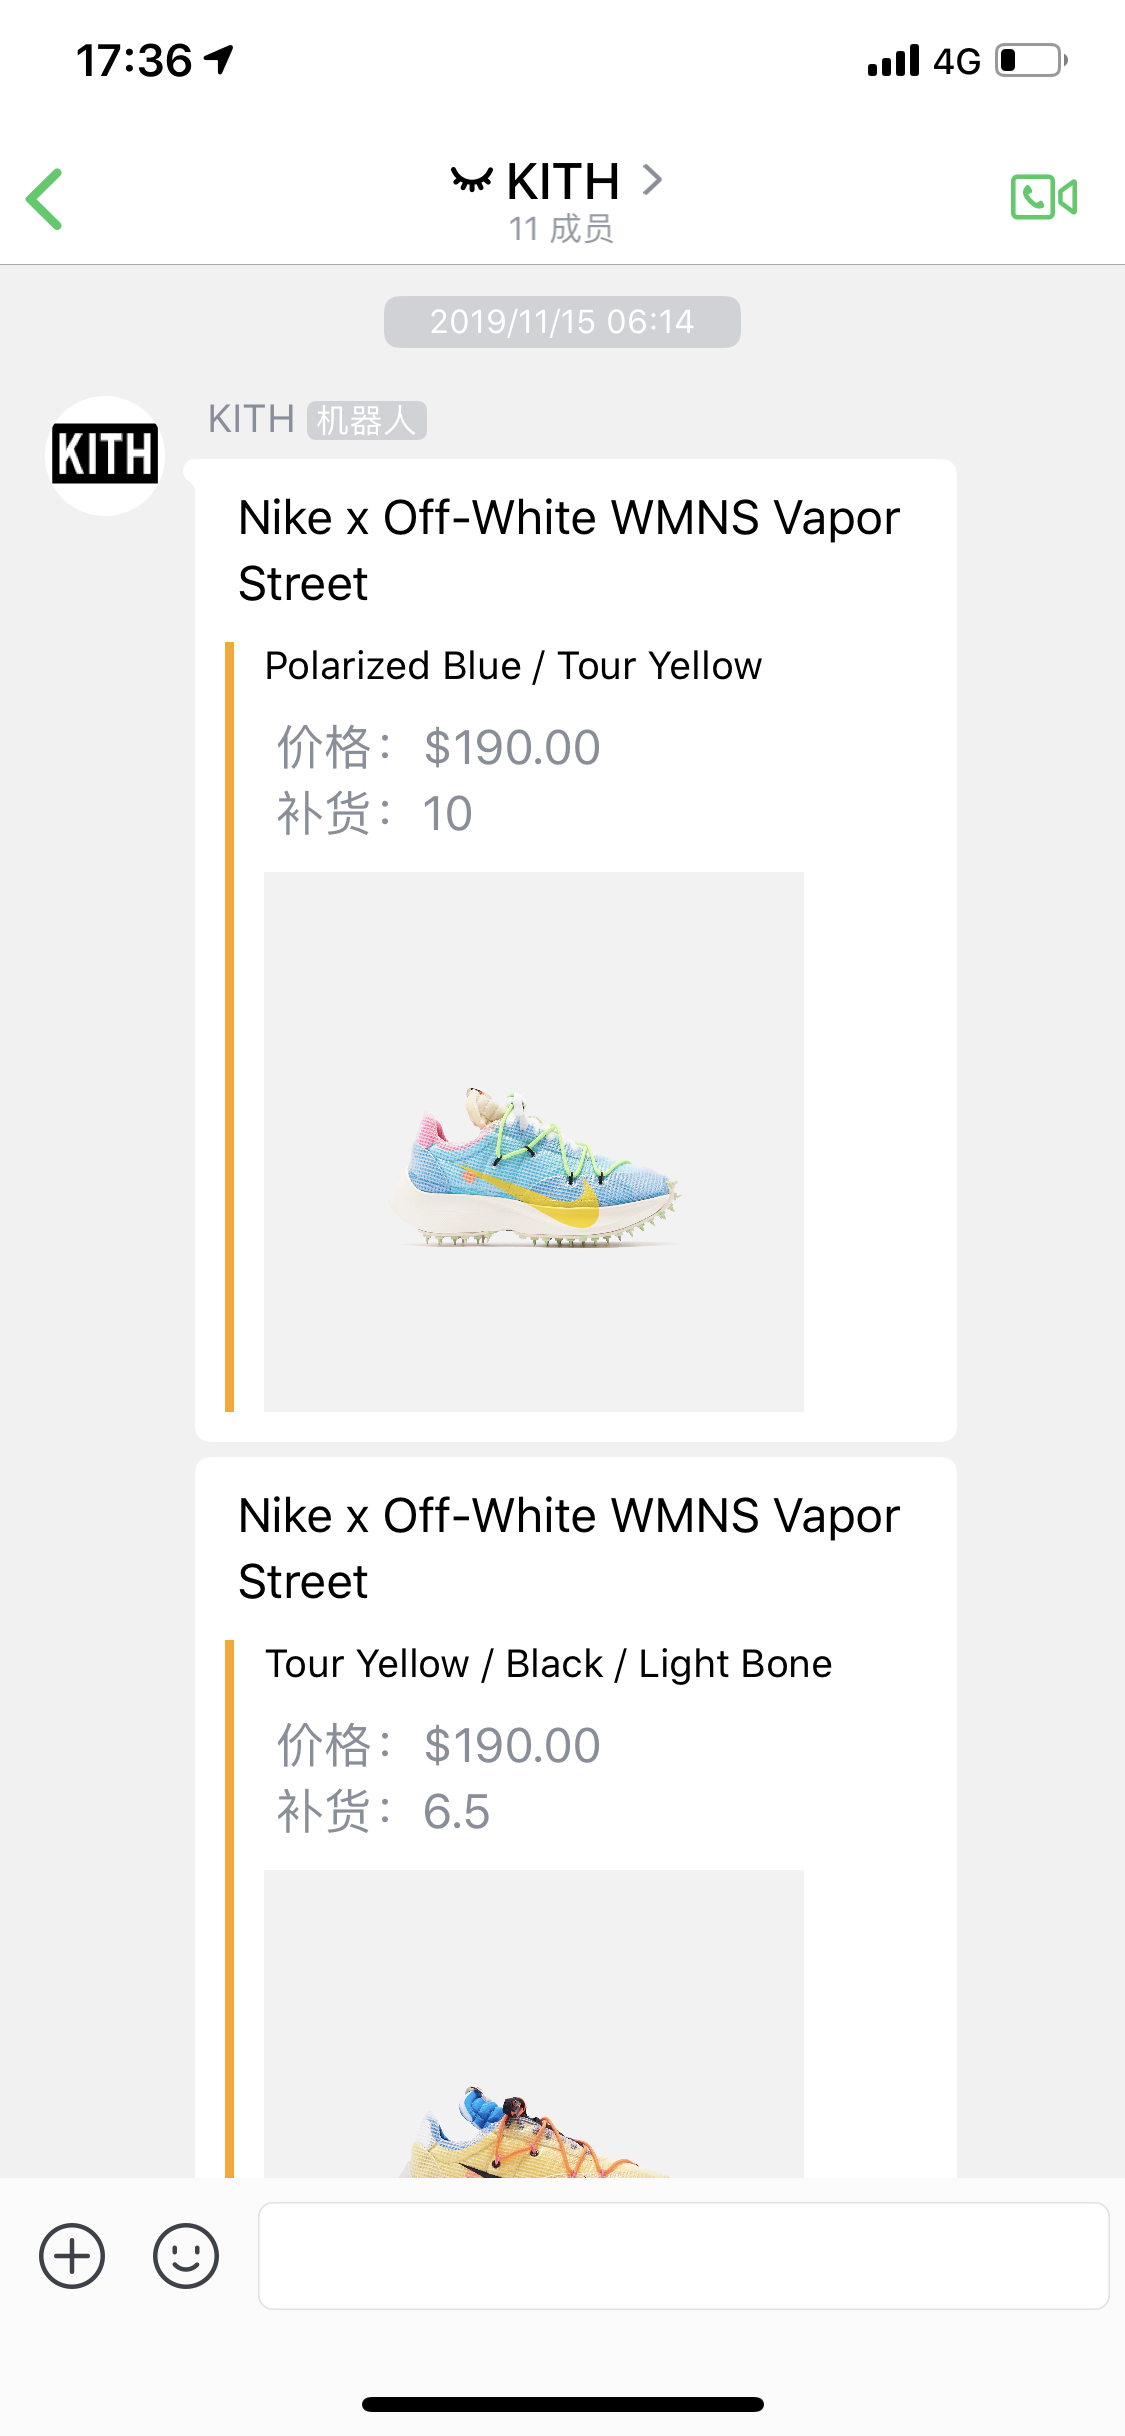 17:36
4G
KITH
11 成员
2019/11/15 06:14
KITH
KITH 机器人
Nike x Off-White WMNS Vapor
Street
Polarized Blue / Tour Yellow
价格： $190.00
补货： 10
Nike x Off-White WMNS Vapor
Street
Tour Yellow / Black / Light Bone
价格： $190.00
补货： 6.5